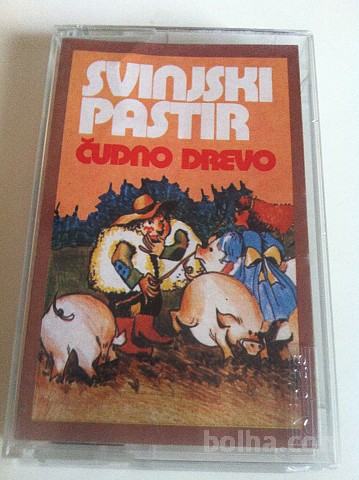 SVINJSKI
PASTIR
ČUDNO DREVO
bolha.com